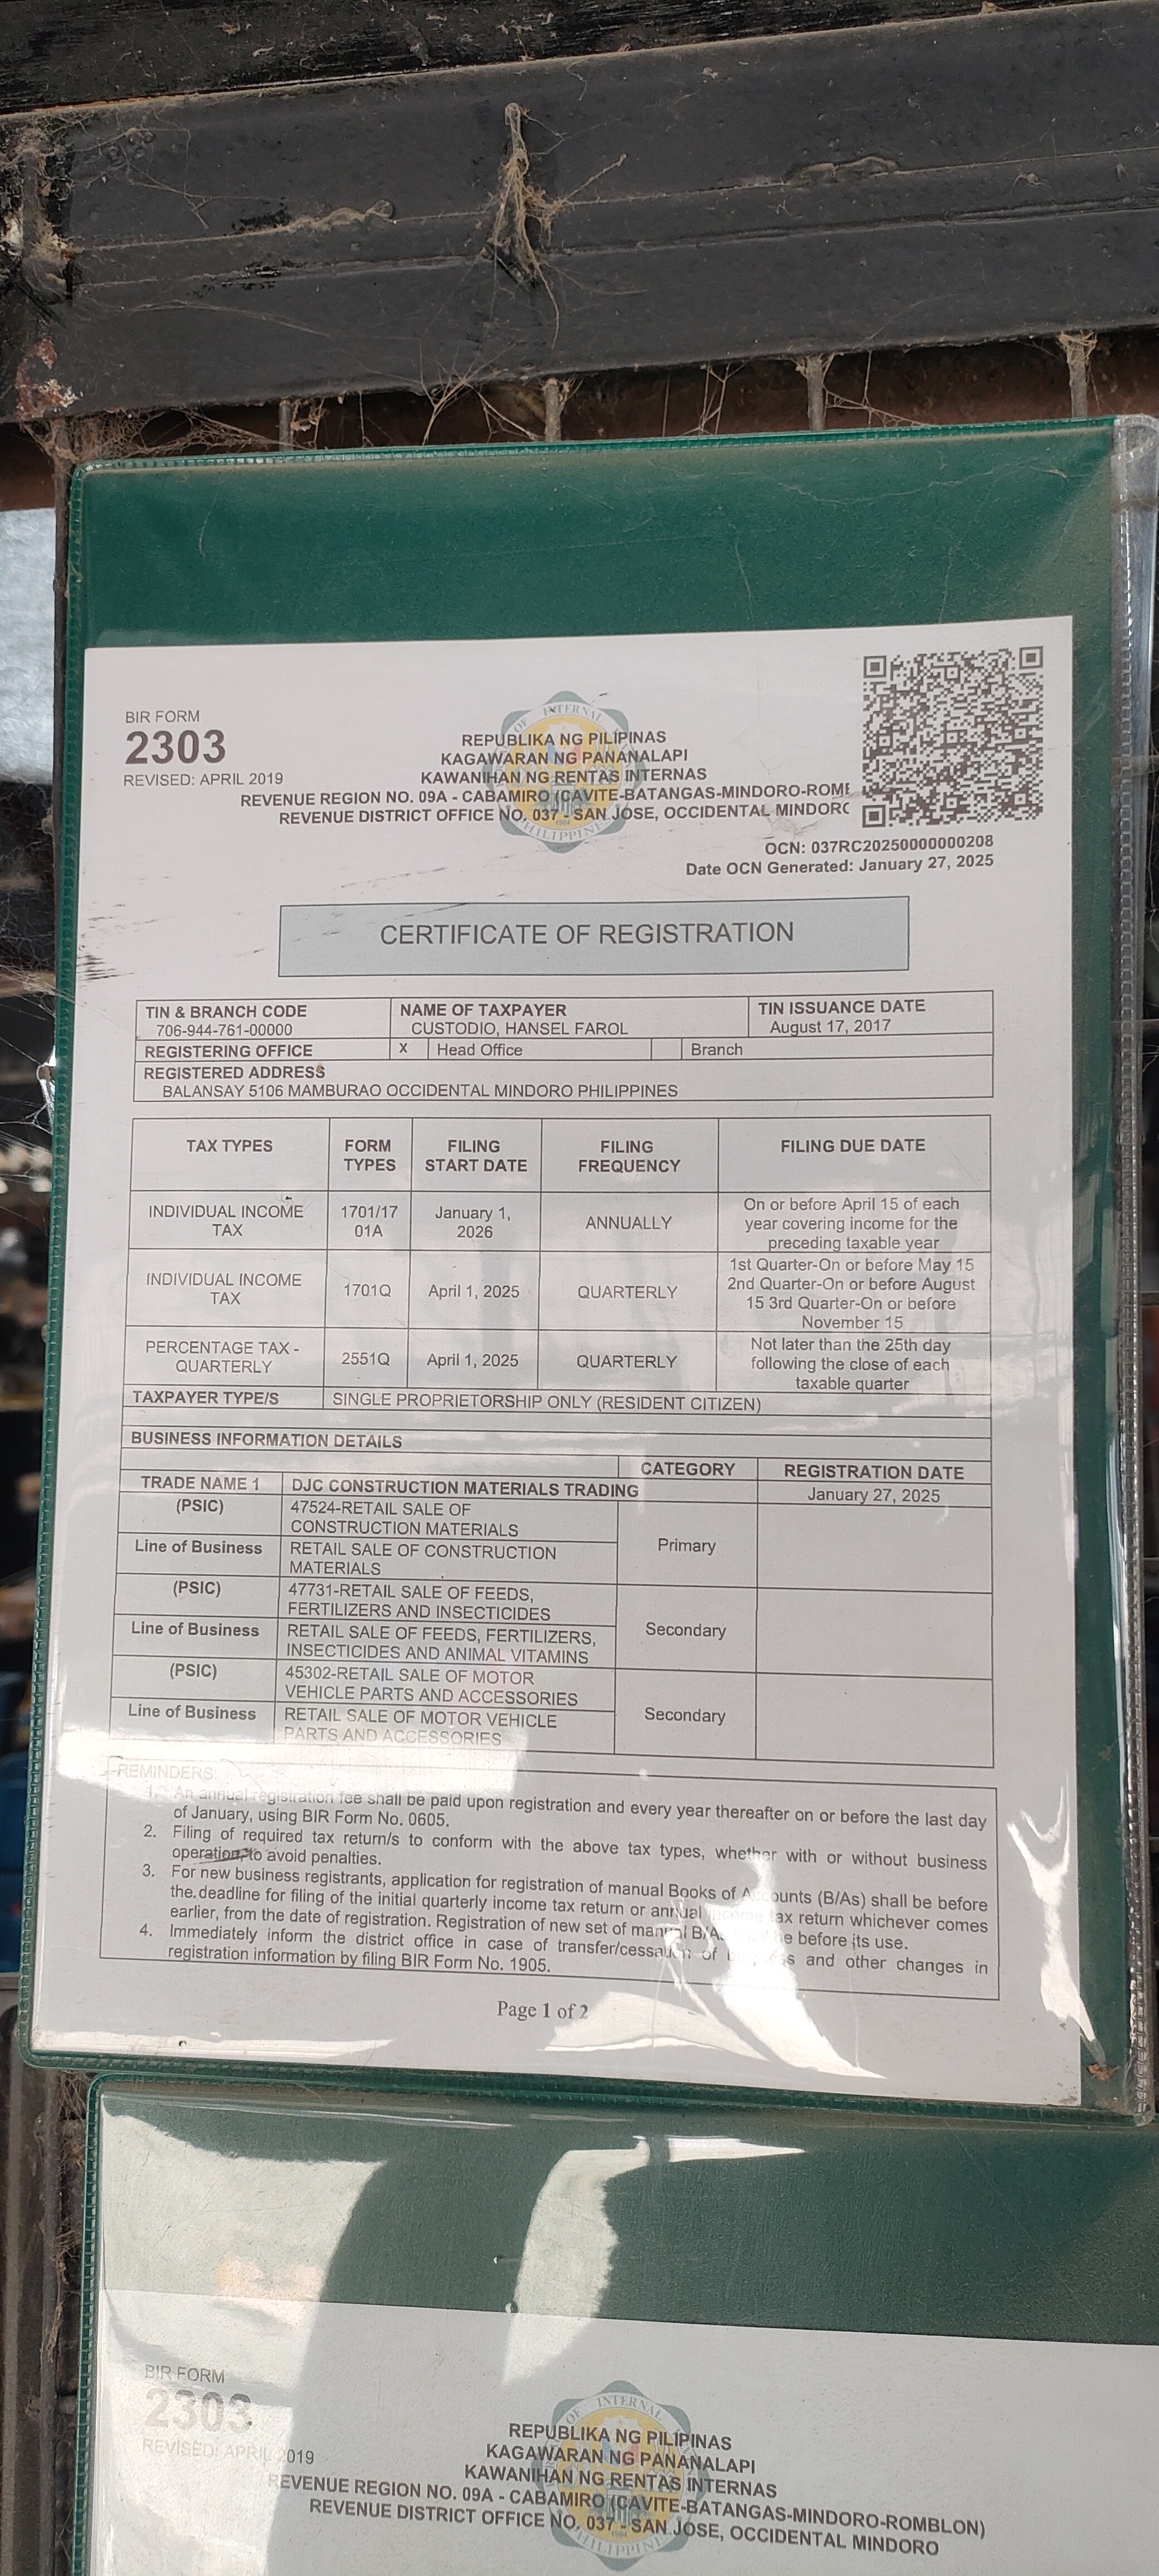 BIR FORM
2303
REVISED: APRIL 2019
REPUBLIKA NG PILIPINAS
KAGAWARAN NG PANANALAPI
KAWANIHAN NG RENTAS INTERNAS
REVENUE REGION NO. 09A - CABAMIRO (CAVITE-BATANGAS-MINDORO-ROMB
REVENUE DISTRICT OFFICE NO. 037 - SAN JOSE, OCCIDENTAL MINDORO
OCN: 037RC20250000000208
Date OCN Generated: January 27, 2025
CERTIFICATE OF REGISTRATION
TIN & BRANCH CODE NAME OF TAXPAYER TIN ISSUANCE DATE
706-944-761-00000 CUSTODIO, HANSEL FAROL August 17, 2017
REGISTERING OFFICE X Head Office Branch
REGISTERED ADDRESS
BALANSAY 5106 MAMBURAO OCCIDENTAL MINDORO PHILIPPINES
TAX TYPES FORM TYPES FILING START DATE FILING FREQUENCY FILING DUE DATE
INDIVIDUAL INCOME TAX 1701/1701A January 1, 2026 ANNUALLY On or before April 15 of each year covering income for the preceding taxable year
INDIVIDUAL INCOME TAX 1701Q April 1, 2025 QUARTERLY 1st Quarter-On or before May 15 2nd Quarter-On or before August 15 3rd Quarter-On or before November 15
PERCENTAGE TAX - QUARTERLY 2551Q April 1, 2025 QUARTERLY Not later than the 25th day following the close of each taxable quarter
TAXPAYER TYPE/S SINGLE PROPRIETORSHIP ONLY (RESIDENT CITIZEN)
BUSINESS INFORMATION DETAILS
CATEGORY REGISTRATION DATE
TRADE NAME 1 DJC CONSTRUCTION MATERIALS TRADING January 27, 2025
(PSIC) 47524-RETAIL SALE OF CONSTRUCTION MATERIALS
Primary
Line of Business RETAIL SALE OF CONSTRUCTION MATERIALS
(PSIC) 47731-RETAIL SALE OF FEEDS, FERTILIZERS AND INSECTICIDES
Secondary
Line of Business RETAIL SALE OF FEEDS, FERTILIZERS, INSECTICIDES AND ANIMAL VITAMINS
(PSIC) 45302-RETAIL SALE OF MOTOR VEHICLE PARTS AND ACCESSORIES
Secondary
Line of Business RETAIL SALE OF MOTOR VEHICLE PARTS AND ACCESSORIES
REMINDERS:
1. An annual registration fee shall be paid upon registration and every year thereafter on or before the last day
of January, using BIR Form No. 0605.
2. Filing of required tax return/s to conform with the above tax types, whether with or without business
operation, to avoid penalties.
3. For new business registrants, application for registration of manual Books of Accounts (B/As) shall be before
the deadline for filing of the initial quarterly income tax return or annual income tax return whichever comes
earlier, from the date of registration. Registration of new set of manual B/A be before its use.
4. Immediately inform the district office in case of transfer/cessation of business and other changes in
registration information by filing BIR Form No. 1905.
Page 1 of 2
BIR FORM
2303
REVISED: APRIL 2019
REPUBLIKA NG PILIPINAS
KAGAWARAN NG PANANALAPI
KAWANIHAN NG RENTAS INTERNAS
REVENUE REGION NO. 09A - CABAMIRO (CAVITE-BATANGAS-MINDORO-ROMBLON)
REVENUE DISTRICT OFFICE NO. 037 - SAN JOSE, OCCIDENTAL MINDORO